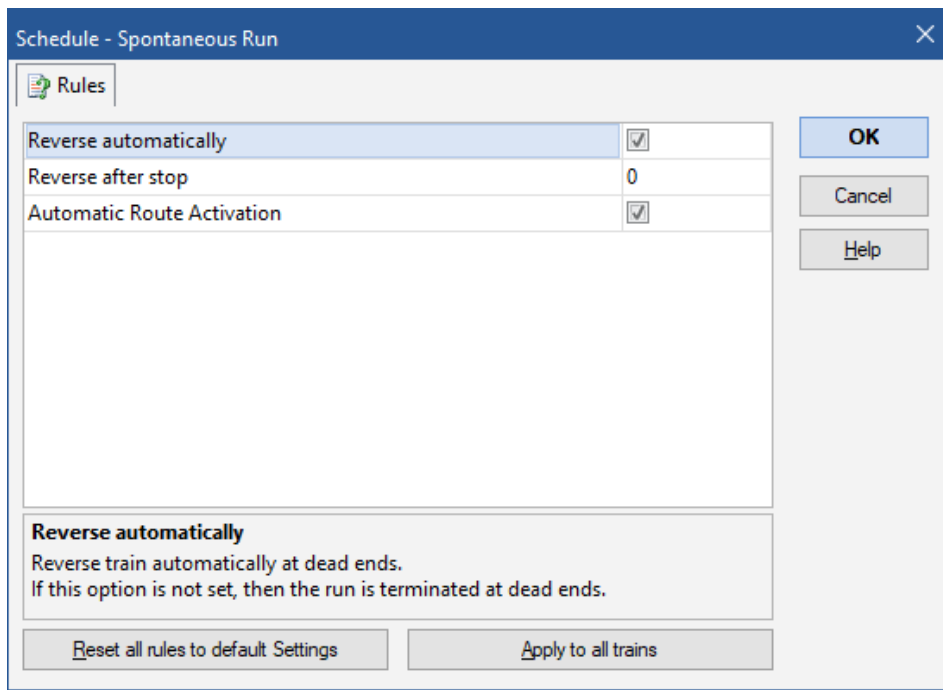 Schedule - Spontaneous Run
Rules
Reverse automatically
Reverse after stop 0
Automatic Route Activation
OK
Cancel
Help
Reverse automatically
Reverse train automatically at dead ends.
If this option is not set, then the run is terminated at dead ends.
Reset all rules to default Settings
Apply to all trains